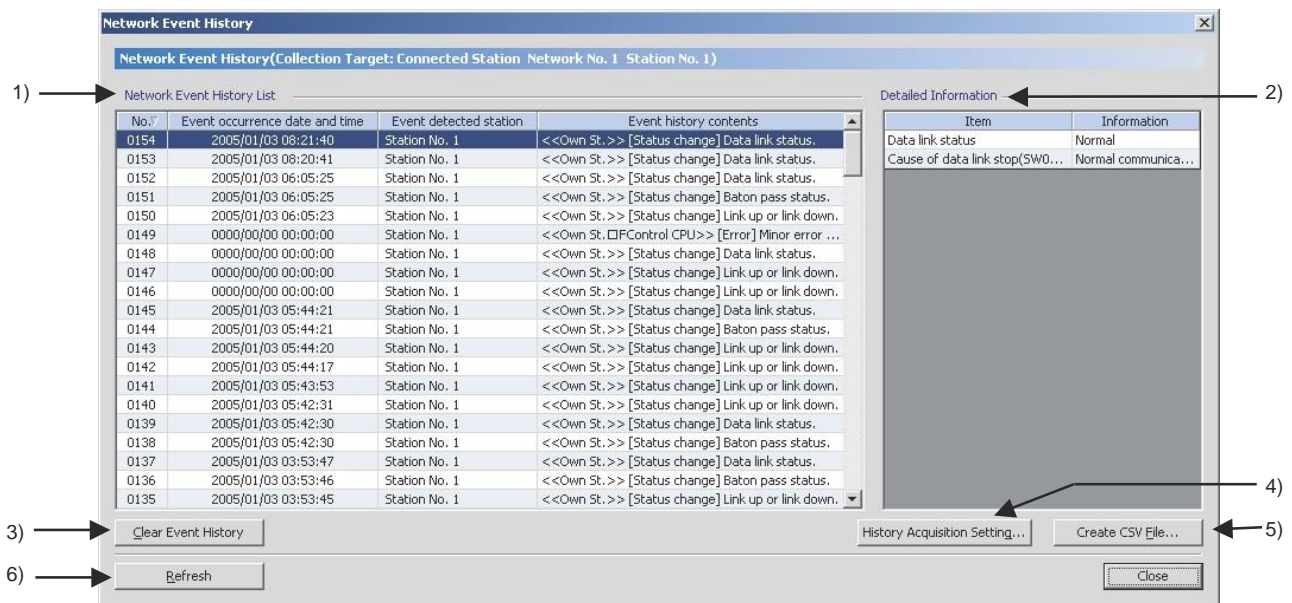 Network Event History
Network Event History(Collection Target: Connected Station Network No. 1 Station No. 1)
1)
Network Event History List
Detailed Information
2)
No. Event occurrence date and time Event detected station Event history contents
0154 2005/01/03 08:21:40 Station No. 1 <<Own St.>> [Status change] Data link status.
0153 2005/01/03 08:20:41 Station No. 1 <<Own St.>> [Status change] Data link status.
0152 2005/01/03 06:05:25 Station No. 1 <<Own St.>> [Status change] Data link status.
0151 2005/01/03 06:05:25 Station No. 1 <<Own St.>> [Status change] Baton pass status.
0150 2005/01/03 06:05:23 Station No. 1 <<Own St.>> [Status change] Link up or link down.
0149 0000/00/00 00:00:00 Station No. 1 <<Own St.□FControl CPU>> [Error] Minor error ...
0148 0000/00/00 00:00:00 Station No. 1 <<Own St.>> [Status change] Data link status.
0147 0000/00/00 00:00:00 Station No. 1 <<Own St.>> [Status change] Link up or link down.
0146 0000/00/00 00:00:00 Station No. 1 <<Own St.>> [Status change] Link up or link down.
0145 2005/01/03 05:44:21 Station No. 1 <<Own St.>> [Status change] Data link status.
0144 2005/01/03 05:44:21 Station No. 1 <<Own St.>> [Status change] Baton pass status.
0143 2005/01/03 05:44:20 Station No. 1 <<Own St.>> [Status change] Link up or link down.
0142 2005/01/03 05:44:17 Station No. 1 <<Own St.>> [Status change] Link up or link down.
0141 2005/01/03 05:43:53 Station No. 1 <<Own St.>> [Status change] Link up or link down.
0140 2005/01/03 05:42:31 Station No. 1 <<Own St.>> [Status change] Link up or link down.
0139 2005/01/03 05:42:30 Station No. 1 <<Own St.>> [Status change] Data link status.
0138 2005/01/03 05:42:30 Station No. 1 <<Own St.>> [Status change] Baton pass status.
0137 2005/01/03 03:53:47 Station No. 1 <<Own St.>> [Status change] Data link status.
0136 2005/01/03 03:53:46 Station No. 1 <<Own St.>> [Status change] Baton pass status.
0135 2005/01/03 03:53:45 Station No. 1 <<Own St.>> [Status change] Link up or link down.
Item Information
Data link status Normal
Cause of data link stop(SW0... Normal communica...
4)
3)
Clear Event History
History Acquisition Setting...
Create CSV File...
5)
6)
Refresh
Close